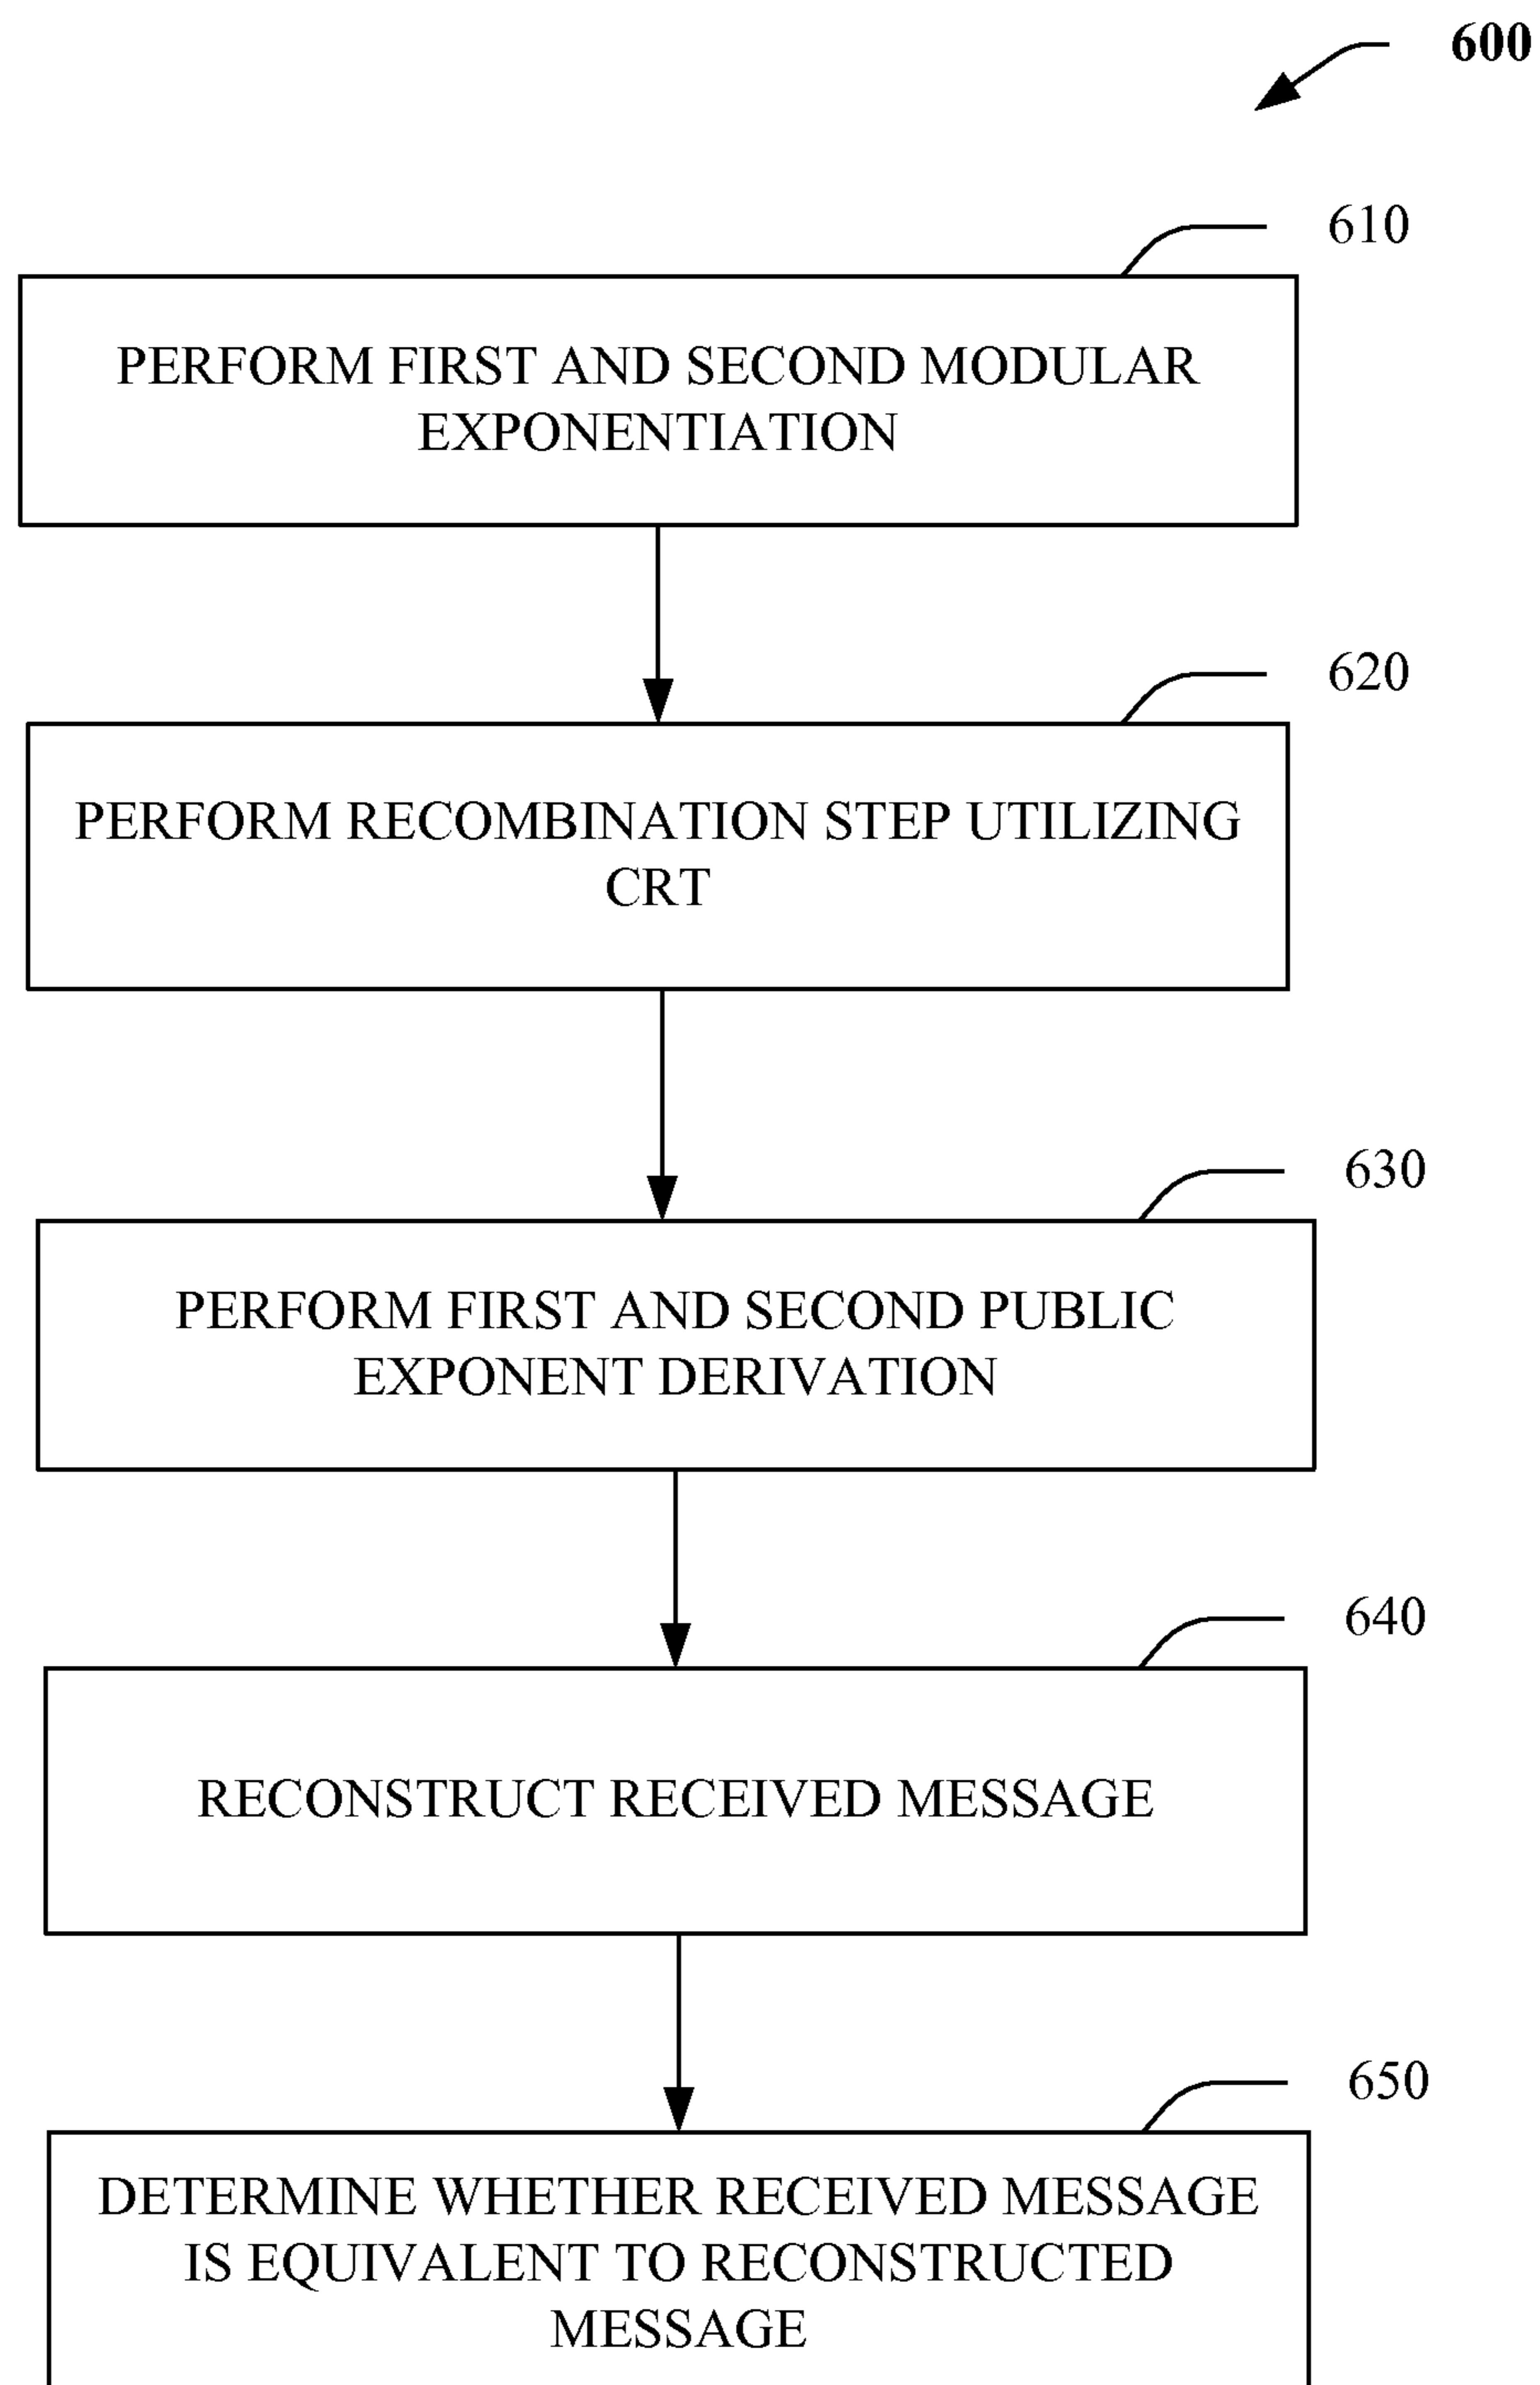 600
610
PERFORM FIRST AND SECOND MODULAR
EXPONENTIATION
620
PERFORM RECOMBINATION STEP UTILIZING
CRT
630
PERFORM FIRST AND SECOND PUBLIC
EXPONENT DERIVATION
640
RECONSTRUCT RECEIVED MESSAGE
650
DETERMINE WHETHER RECEIVED MESSAGE
IS EQUIVALENT TO RECONSTRUCTED
MESSAGE